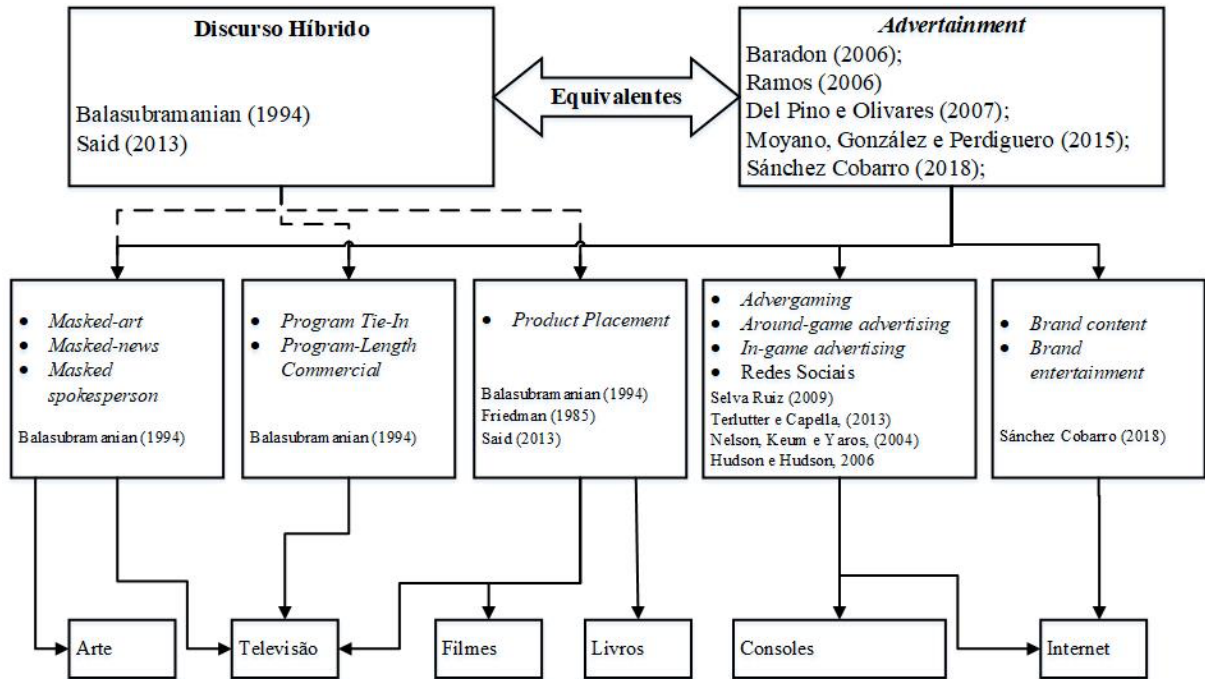 Discurso Híbrido
Balasubramanian (1994)
Said (2013)
Equivalentes
Advertainment
Baradon (2006);
Ramos (2006)
Del Pino e Olivares (2007);
Moyano, González e Perdiguero (2015);
Sánchez Cobarro (2018);
• Masked-art
• Masked-news
• Masked
spokesperson
Balasubramanian (1994)
• Program Tie-In
• Program-Length
Commercial
Balasubramanian (1994)
• Product Placement
Balasubramanian (1994)
Friedman (1985)
Said (2013)
• Advergaming
• Around-game advertising
• In-game advertising
• Redes Sociais
Selva Ruiz (2009)
Terlutter e Capella, (2013)
Nelson, Keum e Yaros, (2004)
Hudson e Hudson, 2006
• Brand content
• Brand
entertainment
Sánchez Cobarro (2018)
Arte
Televisão
Filmes
Livros
Consoles
Internet